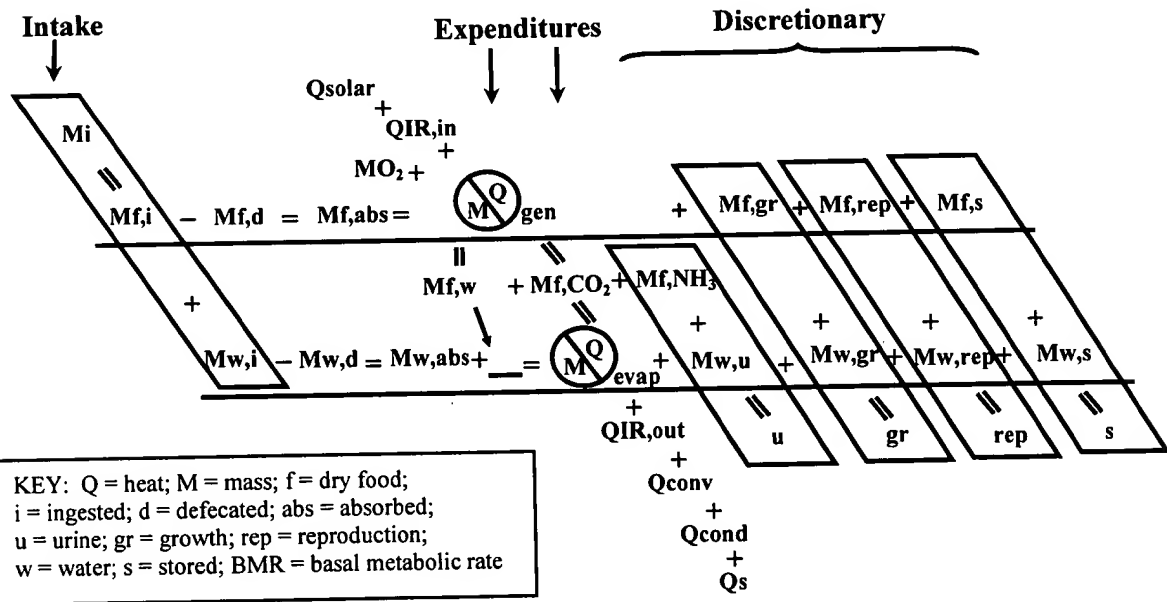 Intake Expenditures Discretionary
Qsolar
+
QIR,in
+
MO₂ +
Mi
=
Mf,i − Mf,d = Mf,abs = M Q gen + Mf,gr + Mf,rep + Mf,s
= =
Mf,w + Mf,CO₂ + Mf,NH₃
=
+ + + + +
Mw,i − Mw,d = Mw,abs + __ = M Q evap + Mw,u + Mw,gr + Mw,rep + Mw,s
+ = = = =
QIR,out u gr rep s
+
Qconv
+
Qcond
+
Qs
KEY: Q = heat; M = mass; f = dry food;
i = ingested; d = defecated; abs = absorbed;
u = urine; gr = growth; rep = reproduction;
w = water; s = stored; BMR = basal metabolic rate